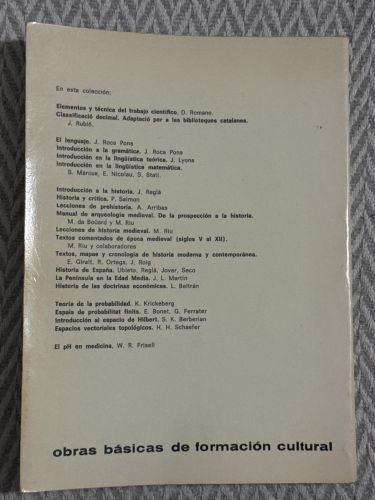 En esta colección:
Elementos y técnica del trabajo científico. D. Romano.
Classificació decimal. Adaptació per a les biblioteques catalanes.
J. Rubió.
El lenguaje. J. Roca Pons
Introducción a la gramática. J. Roca Pons
Introducción en la lingüística teórica. J. Lyons
Introducción en la lingüística matemática.
S. Marcus, E. Nicolau, S. Stati.
Introducción a la historia. J. Reglà
Historia y crítica. P. Salmon
Lecciones de prehistoria. A. Arribas
Manual de arqueología medieval. De la prospección a la historia.
M. de Boüard y M. Riu
Lecciones de historia medieval. M. Riu
Textos comentados de época medieval (siglos V al XII).
M. Riu y colaboradores
Textos, mapas y cronología de historia moderna y contemporánea.
E. Giralt, R. Ortega, J. Roig
Historia de España. Ubieto, Reglá, Jover, Seco
La Península en la Edad Media. J. L. Martín
Historia de las doctrinas económicas. L. Beltrán
Teoría de la probabilidad. K. Krickeberg
Espais de probabilitat finits. E. Bonet, G. Ferrater
Introducción al espacio de Hilbert. S. K. Berberian
Espacios vectoriales topológicos. H. H. Schaefer
El pH en medicina. W. R. Frisell
obras básicas de formación cultural